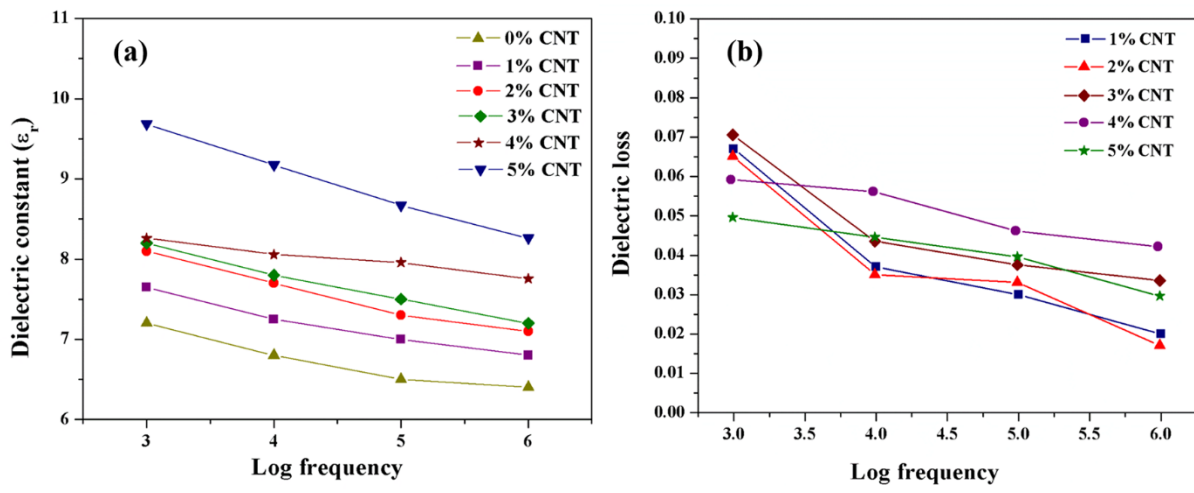 (a)
0% CNT
1% CNT
2% CNT
3% CNT
4% CNT
5% CNT
11
10
9
8
7
6
Dielectric constant (εr)
3 4 5 6
Log frequency
(b)
1% CNT
2% CNT
3% CNT
4% CNT
5% CNT
0.10
0.09
0.08
0.07
0.06
0.05
0.04
0.03
0.02
0.01
0.00
Dielectric loss
3.0 3.5 4.0 4.5 5.0 5.5 6.0
Log frequency